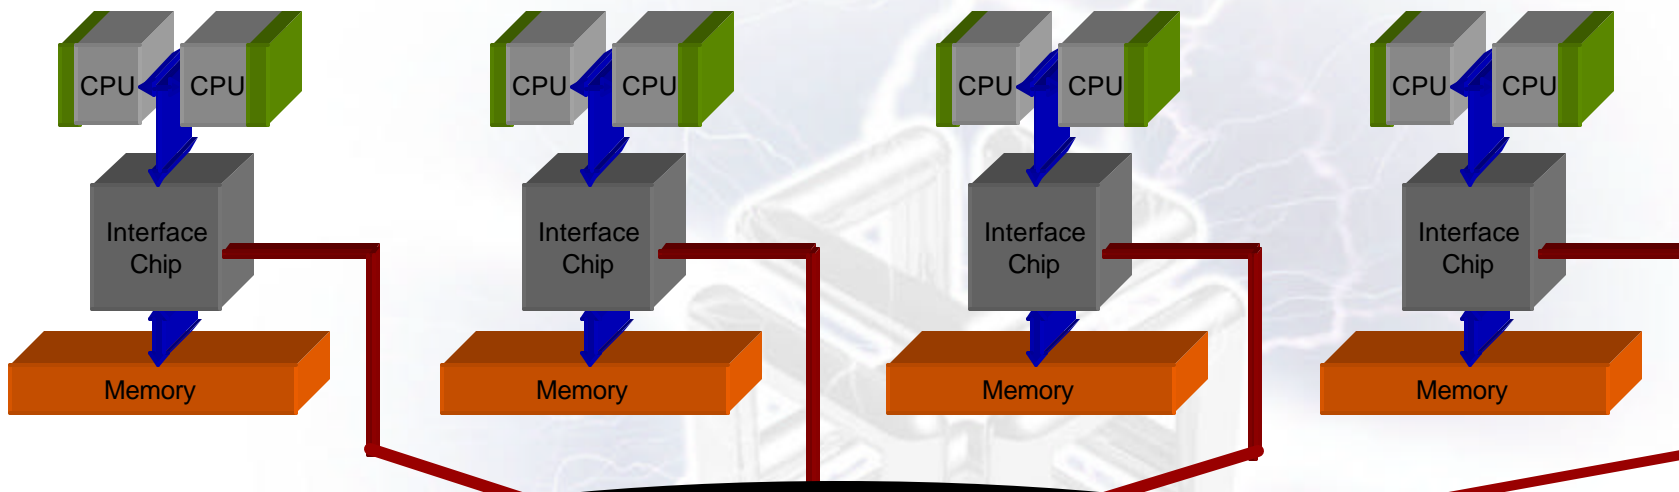 CPU CPU
CPU CPU
CPU CPU
CPU CPU
Interface
Chip
Interface
Chip
Interface
Chip
Interface
Chip
Memory
Memory
Memory
Memory